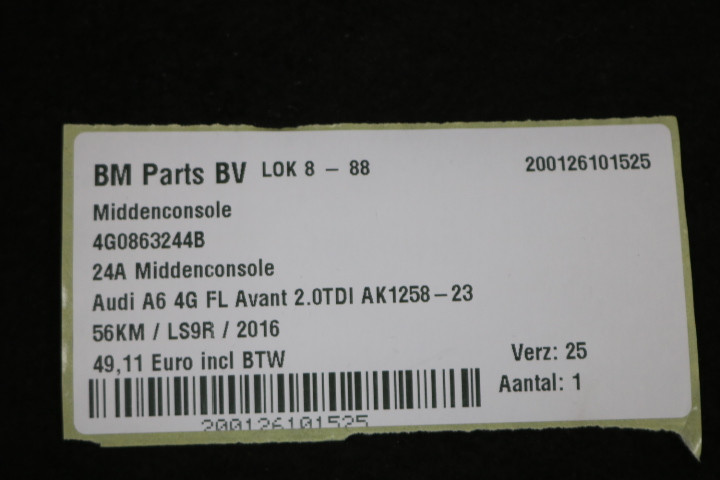 BM Parts BV LOK 8 - 88 200126101525
Middenconsole
4G0863244B
24A Middenconsole
Audi A6 4G FL Avant 2.0TDI AK1258-23
56KM / LS9R / 2016
49,11 Euro incl BTW Verz: 25
Aantal: 1
200126101525